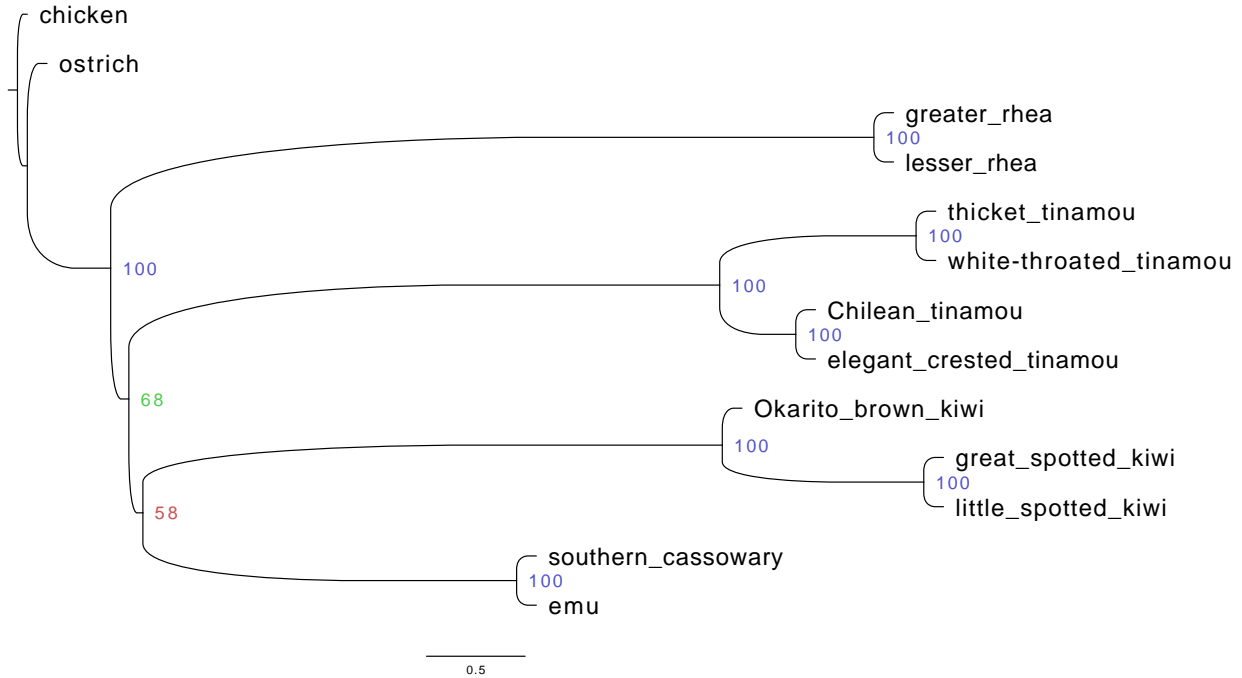 chicken
ostrich
greater_rhea
100
lesser_rhea
thicket_tinamou
100
white-throated_tinamou
100
100
Chilean_tinamou
100
elegant_crested_tinamou
68
Okarito_brown_kiwi
100
great_spotted_kiwi
100
little_spotted_kiwi
58
southern_cassowary
100
emu
0.5